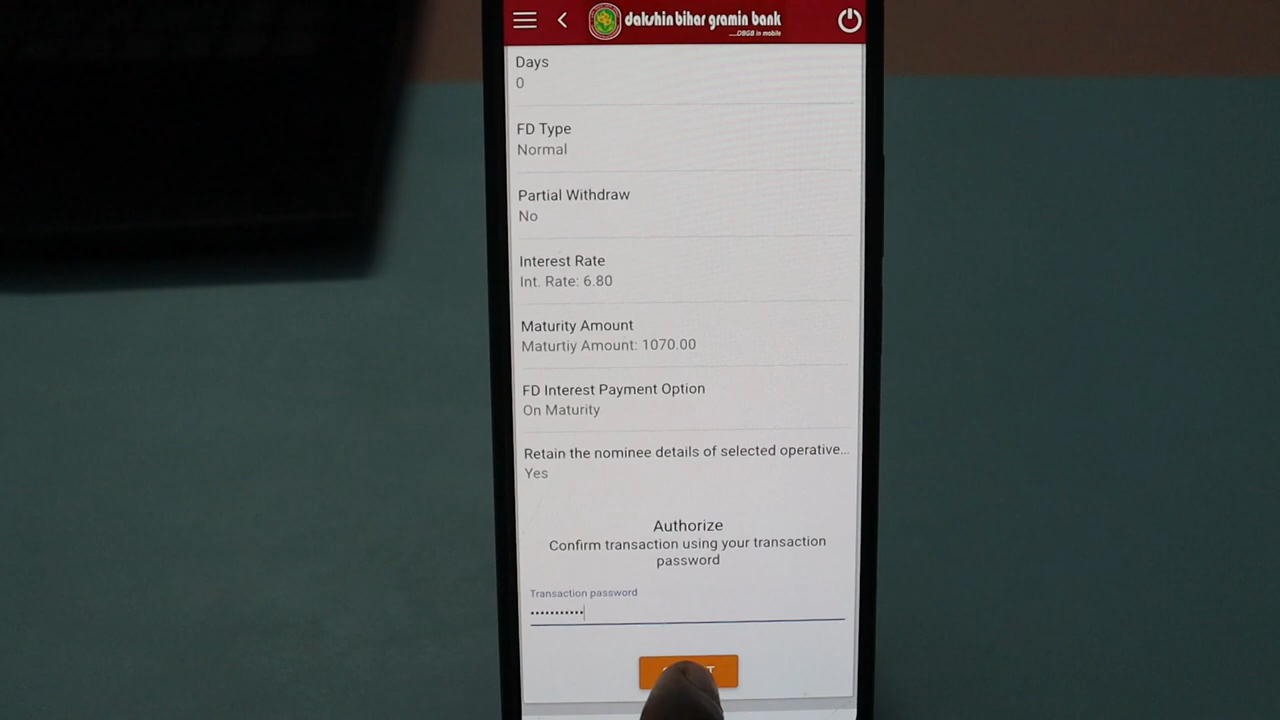 dakshin bihar gramin bank
....DBGB in mobile
Days
0
FD Type
Normal
Partial Withdraw
No
Interest Rate
Int. Rate: 6.80
Maturity Amount
Maturtiy Amount: 1070.00
FD Interest Payment Option
On Maturity
Retain the nominee details of selected operative...
Yes
Authorize
Confirm transaction using your transaction
password
Transaction password
•••••••••••